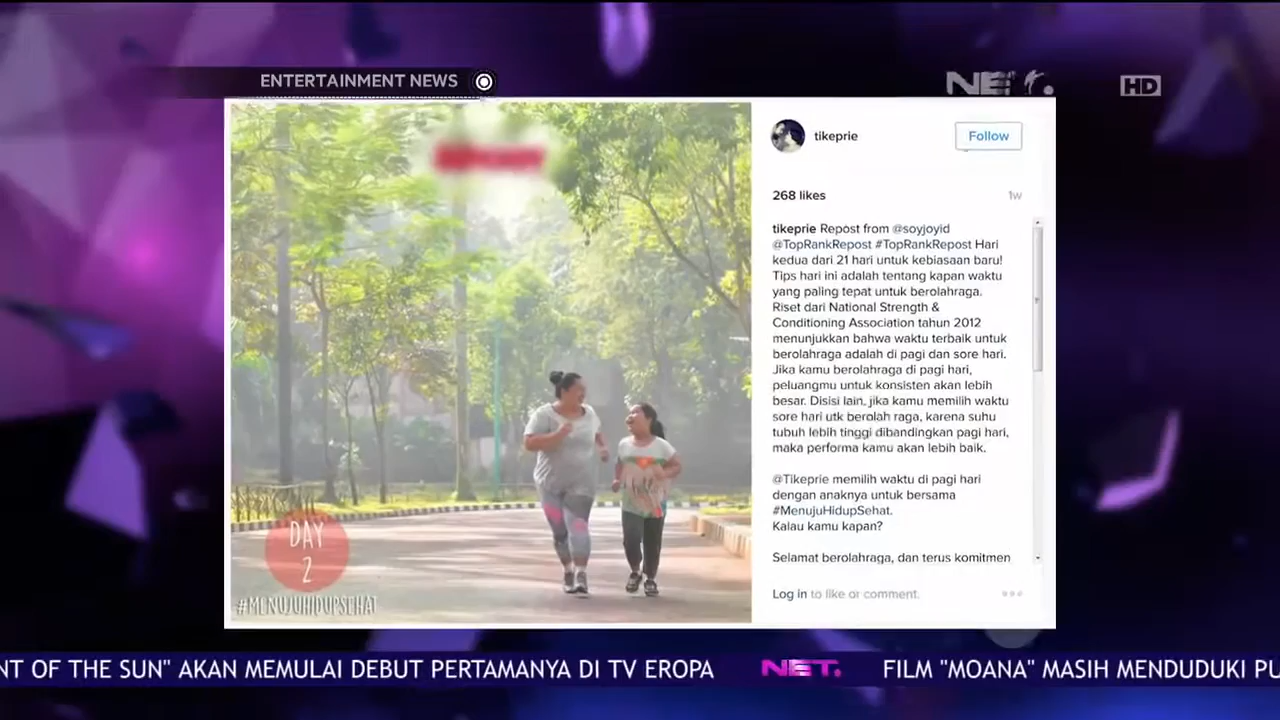 ENTERTAINMENT NEWS
HD
tikeprie
Follow
268 likes
1w
tikeprie Repost from @soyjoyid
@TopRankRepost #TopRankRepost Hari
kedua dari 21 hari untuk kebiasaan baru!
Tips hari ini adalah tentang kapan waktu
yang paling tepat untuk berolahraga.
Riset dari National Strength &
Conditioning Association tahun 2012
menunjukkan bahwa waktu terbaik untuk
berolahraga adalah di pagi dan sore hari.
Jika kamu berolahraga di pagi hari,
peluangmu untuk konsisten akan lebih
besar. Disisi lain, jika kamu memilih waktu
sore hari utk berolah raga, karena suhu
tubuh lebih tinggi dibandingkan pagi hari,
maka performa kamu akan lebih baik.
@Tikeprie memilih waktu di pagi hari
dengan anaknya untuk bersama
#MenujuHidupSehat.
Kalau kamu kapan?
Selamat berolahraga, dan terus komitmen
Log in to like or comment.
DAY
2
#MENUJUHIDUPSEHAT
NT OF THE SUN" AKAN MEMULAI DEBUT PERTAMANYA DI TV EROPA NET. FILM "MOANA" MASIH MENDUDUKI PU